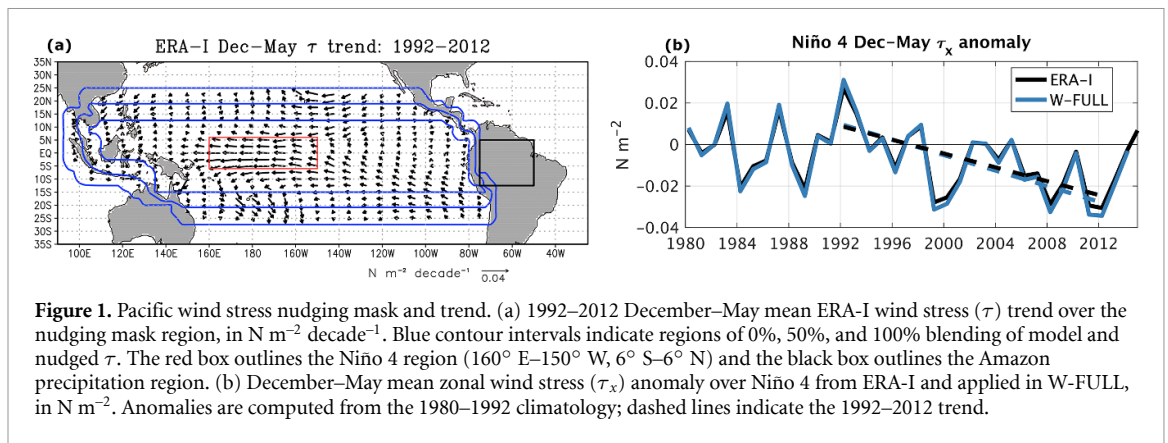 (a)
ERA-I Dec-May τ trend: 1992-2012
35N
30N
25N
20N
15N
10N
5N
EQ
5S
10S
15S
20S
25S
30S
35S
100E 120E 140E 160E 180 160W 140W 120W 100W 80W 60W 40W
N m⁻² decade⁻¹ 0.04
(b)
Niño 4 Dec-May τx anomaly
0.04
0.02
0
-0.02
-0.04
N m⁻²
ERA-I
W-FULL
1980 1984 1988 1992 1996 2000 2004 2008 2012
Figure 1. Pacific wind stress nudging mask and trend. (a) 1992–2012 December–May mean ERA-I wind stress (τ) trend over the
nudging mask region, in N m⁻² decade⁻¹. Blue contour intervals indicate regions of 0%, 50%, and 100% blending of model and
nudged τ. The red box outlines the Niño 4 region (160° E–150° W, 6° S–6° N) and the black box outlines the Amazon
precipitation region. (b) December–May mean zonal wind stress (τx) anomaly over Niño 4 from ERA-I and applied in W-FULL,
in N m⁻². Anomalies are computed from the 1980–1992 climatology; dashed lines indicate the 1992–2012 trend.